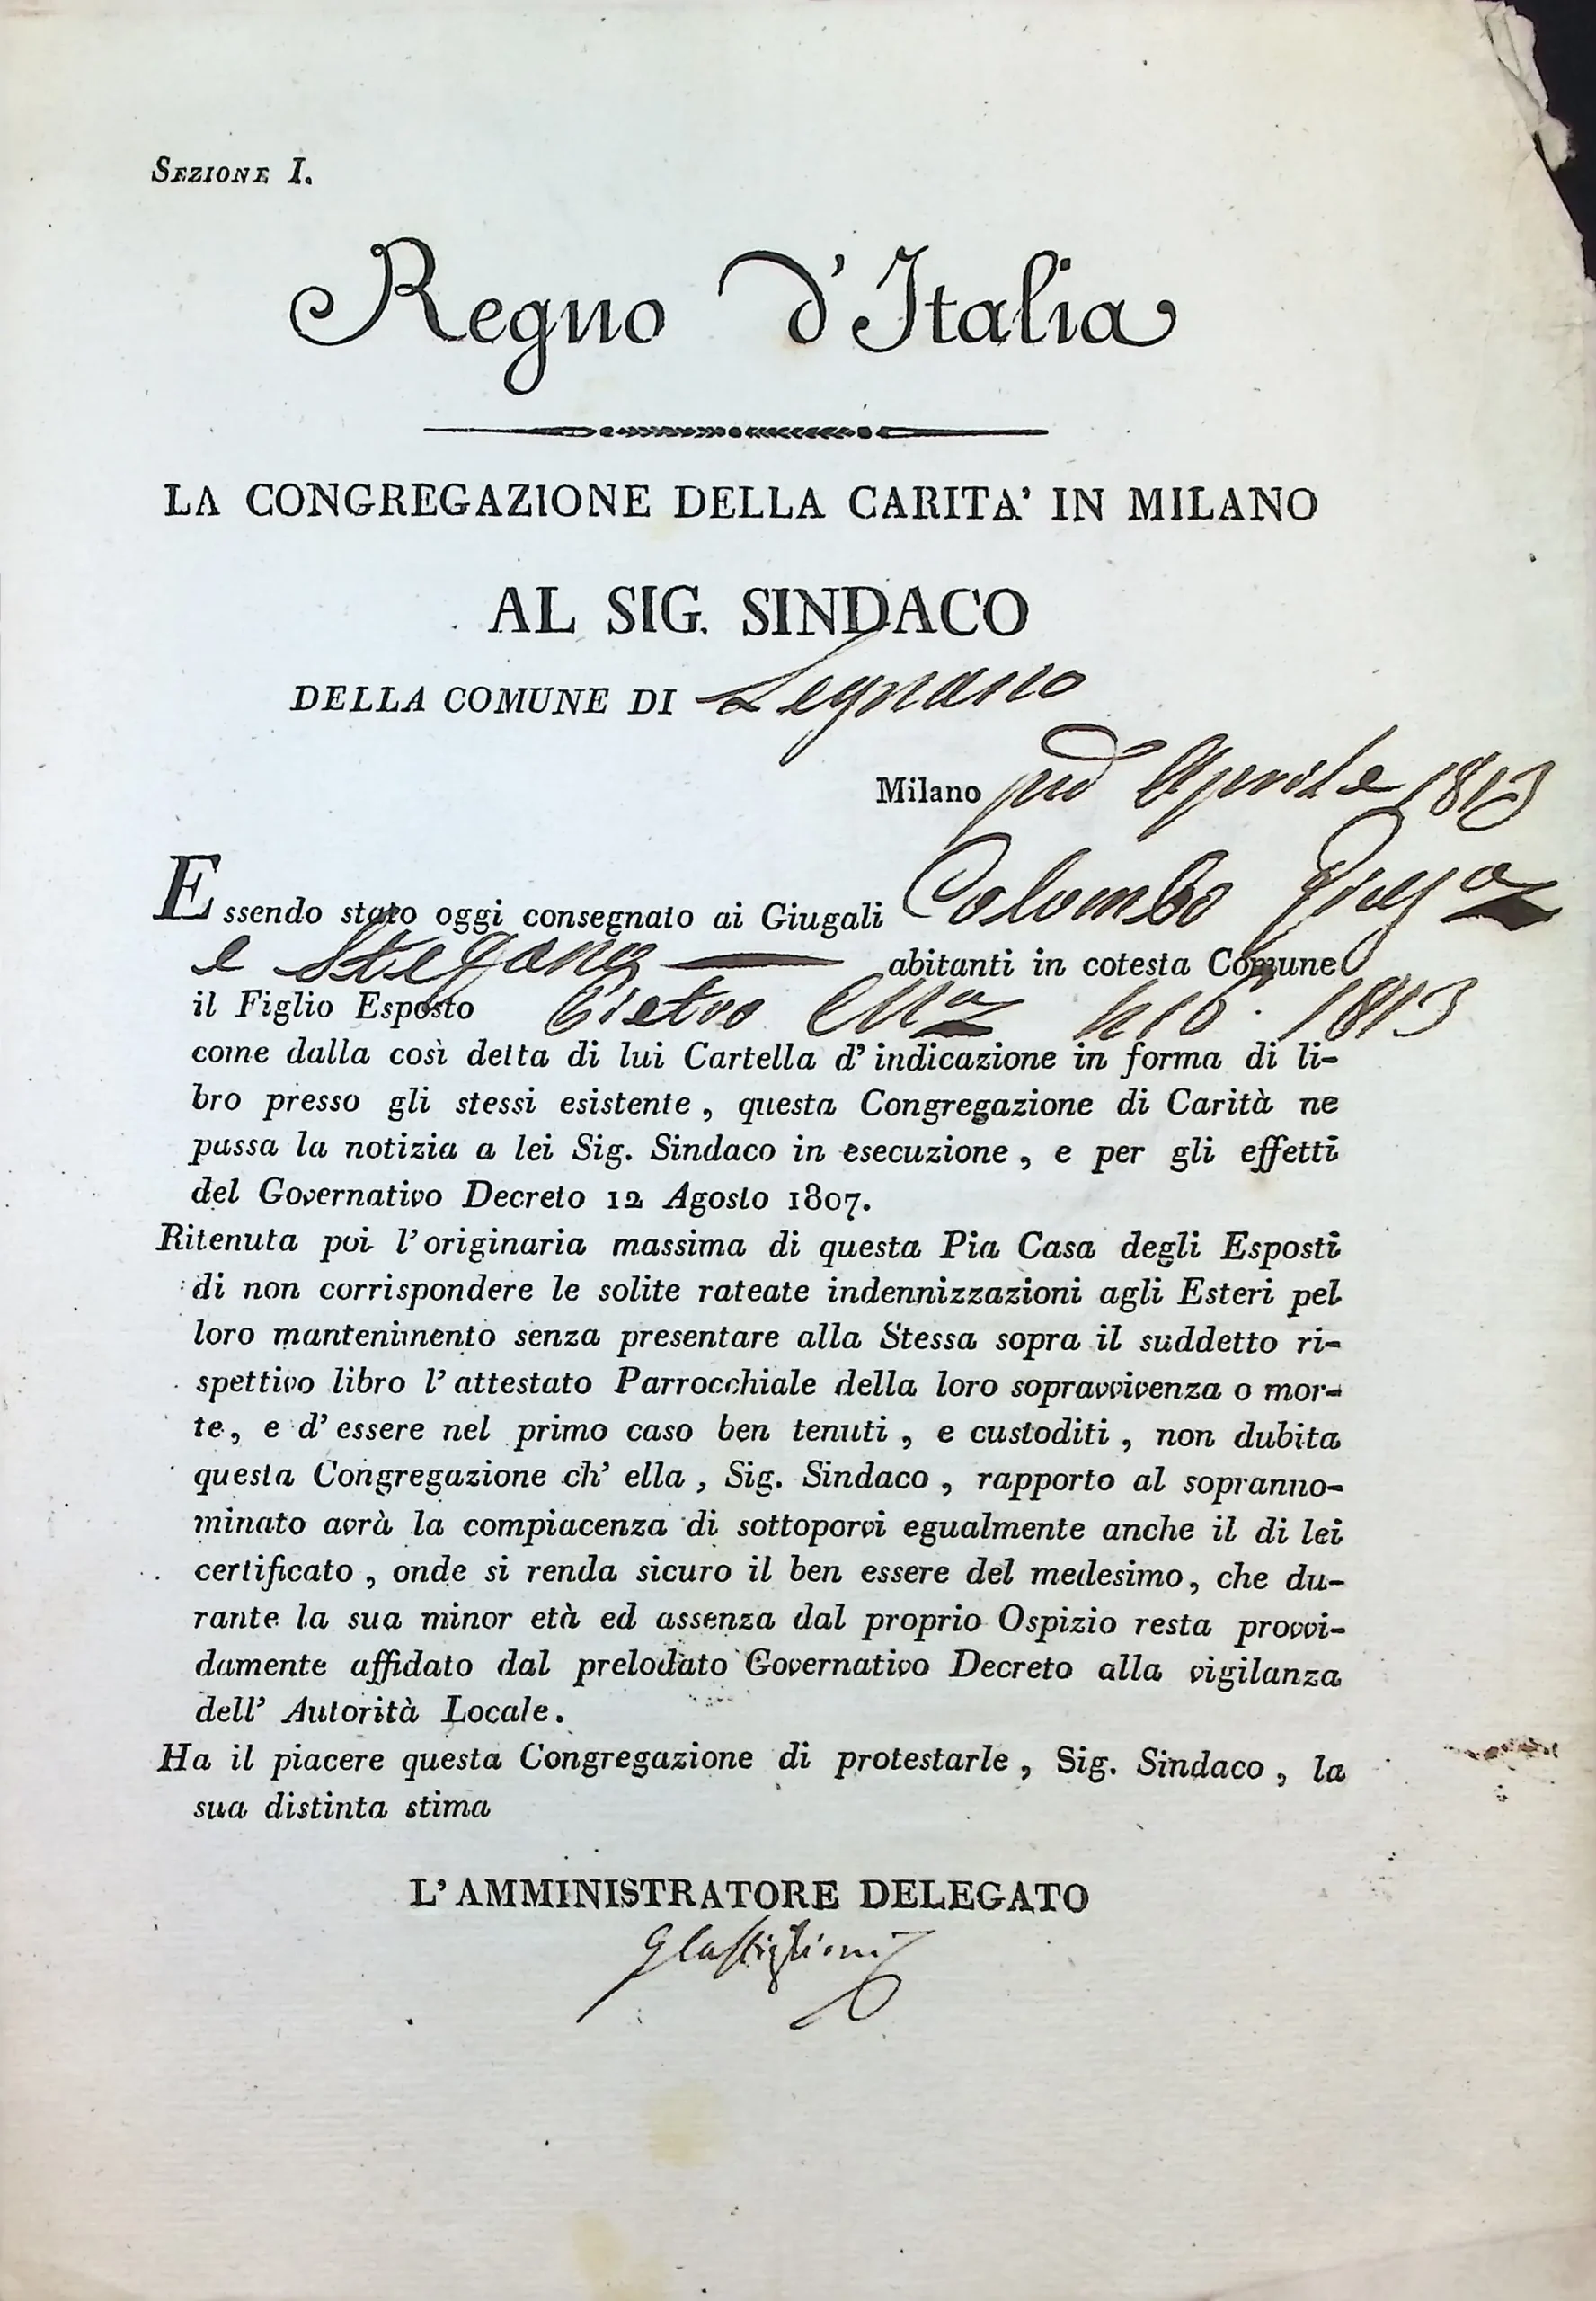 SEZIONE I.
Regno d'Italia
LA CONGREGAZIONE DELLA CARITA' IN MILANO
AL SIG. SINDACO
DELLA COMUNE DI Legnano
Milano Aprile 1813
Essendo stato oggi consegnato ai Giugali Colombo
e Stefano abitanti in cotesta Comune
il Figlio Esposto Pietro 1813
come dalla così detta di lui Cartella d'indicazione in forma di li-
bro presso gli stessi esistente, questa Congregazione di Carità ne
passa la notizia a lei Sig. Sindaco in esecuzione, e per gli effetti
del Governativo Decreto 12 Agosto 1807.
Ritenuta poi l'originaria massima di questa Pia Casa degli Esposti
di non corrispondere le solite rateate indennizzazioni agli Esteri pel
loro mantenimento senza presentare alla Stessa sopra il suddetto ri-
spettivo libro l'attestato Parrocchiale della loro sopravvivenza o mor-
te, e d'essere nel primo caso ben tenuti, e custoditi, non dubita
questa Congregazione ch'ella, Sig. Sindaco, rapporto al sopranno-
minato avrà la compiacenza di sottoporvi egualmente anche il di lei
certificato, onde si renda sicuro il ben essere del medesimo, che du-
rante la sua minor età ed assenza dal proprio Ospizio resta provvi-
damente affidato dal prelodato Governativo Decreto alla vigilanza
dell'Autorità Locale.
Ha il piacere questa Congregazione di protestarle, Sig. Sindaco, la
sua distinta stima
L'AMMINISTRATORE DELEGATO